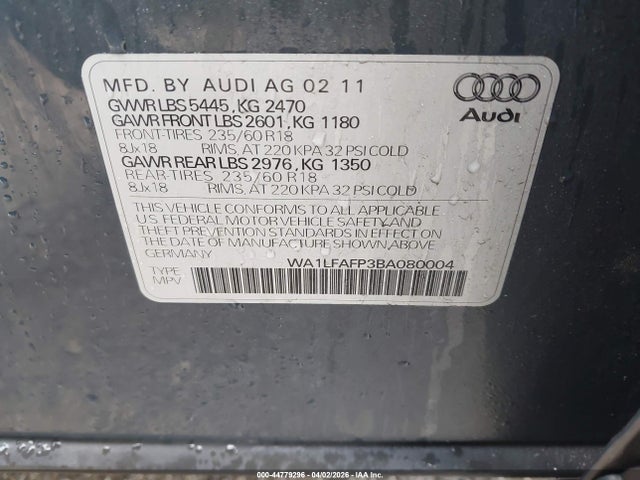 MFD. BY AUDI AG 02 11
GVWR LBS 5445, KG 2470
GAWR FRONT LBS 2601, KG 1180
FRONT-TIRES 235/60 R18
8Jx18 RIMS, AT 220 KPA 32 PSI COLD
GAWR REAR LBS 2976, KG 1350
REAR-TIRES 235/60 R18
8Jx18 RIMS, AT 220 KPA 32 PSI COLD
THIS VEHICLE CONFORMS TO ALL APPLICABLE
U.S. FEDERAL MOTOR VEHICLE SAFETY AND
THEFT PREVENTION STANDARDS IN EFFECT ON
THE DATE OF MANUFACTURE SHOWN ABOVE.
GERMANY
WA1LFAFP3BA080004
TYPE
MPV
Audi
000-44779296 04/02/2026 IAA Inc.